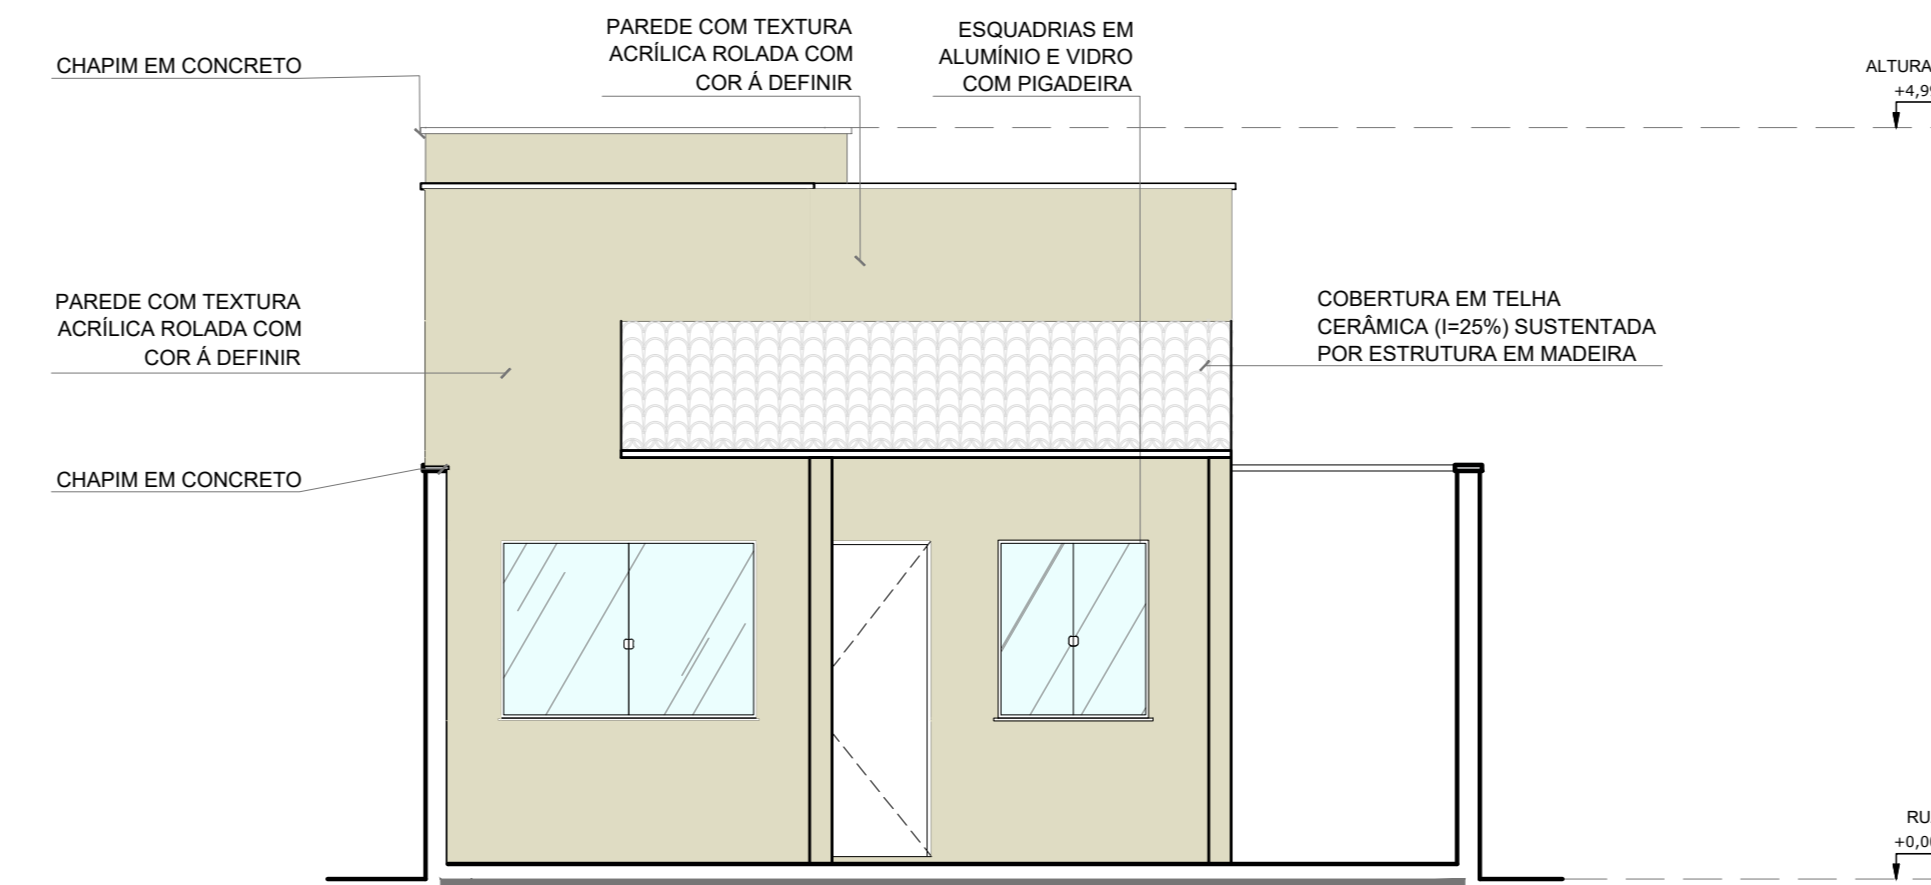 PAREDE COM TEXTURA
ACRÍLICA ROLADA COM
COR Á DEFINIR
ESQUADRIAS EM
ALUMÍNIO E VIDRO
COM PIGADEIRA
CHAPIM EM CONCRETO
ALTURA
+4,9
PAREDE COM TEXTURA
ACRÍLICA ROLADA COM
COR Á DEFINIR
COBERTURA EM TELHA
CERÂMICA (I=25%) SUSTENTADA
POR ESTRUTURA EM MADEIRA
CHAPIM EM CONCRETO
RU
+0,0